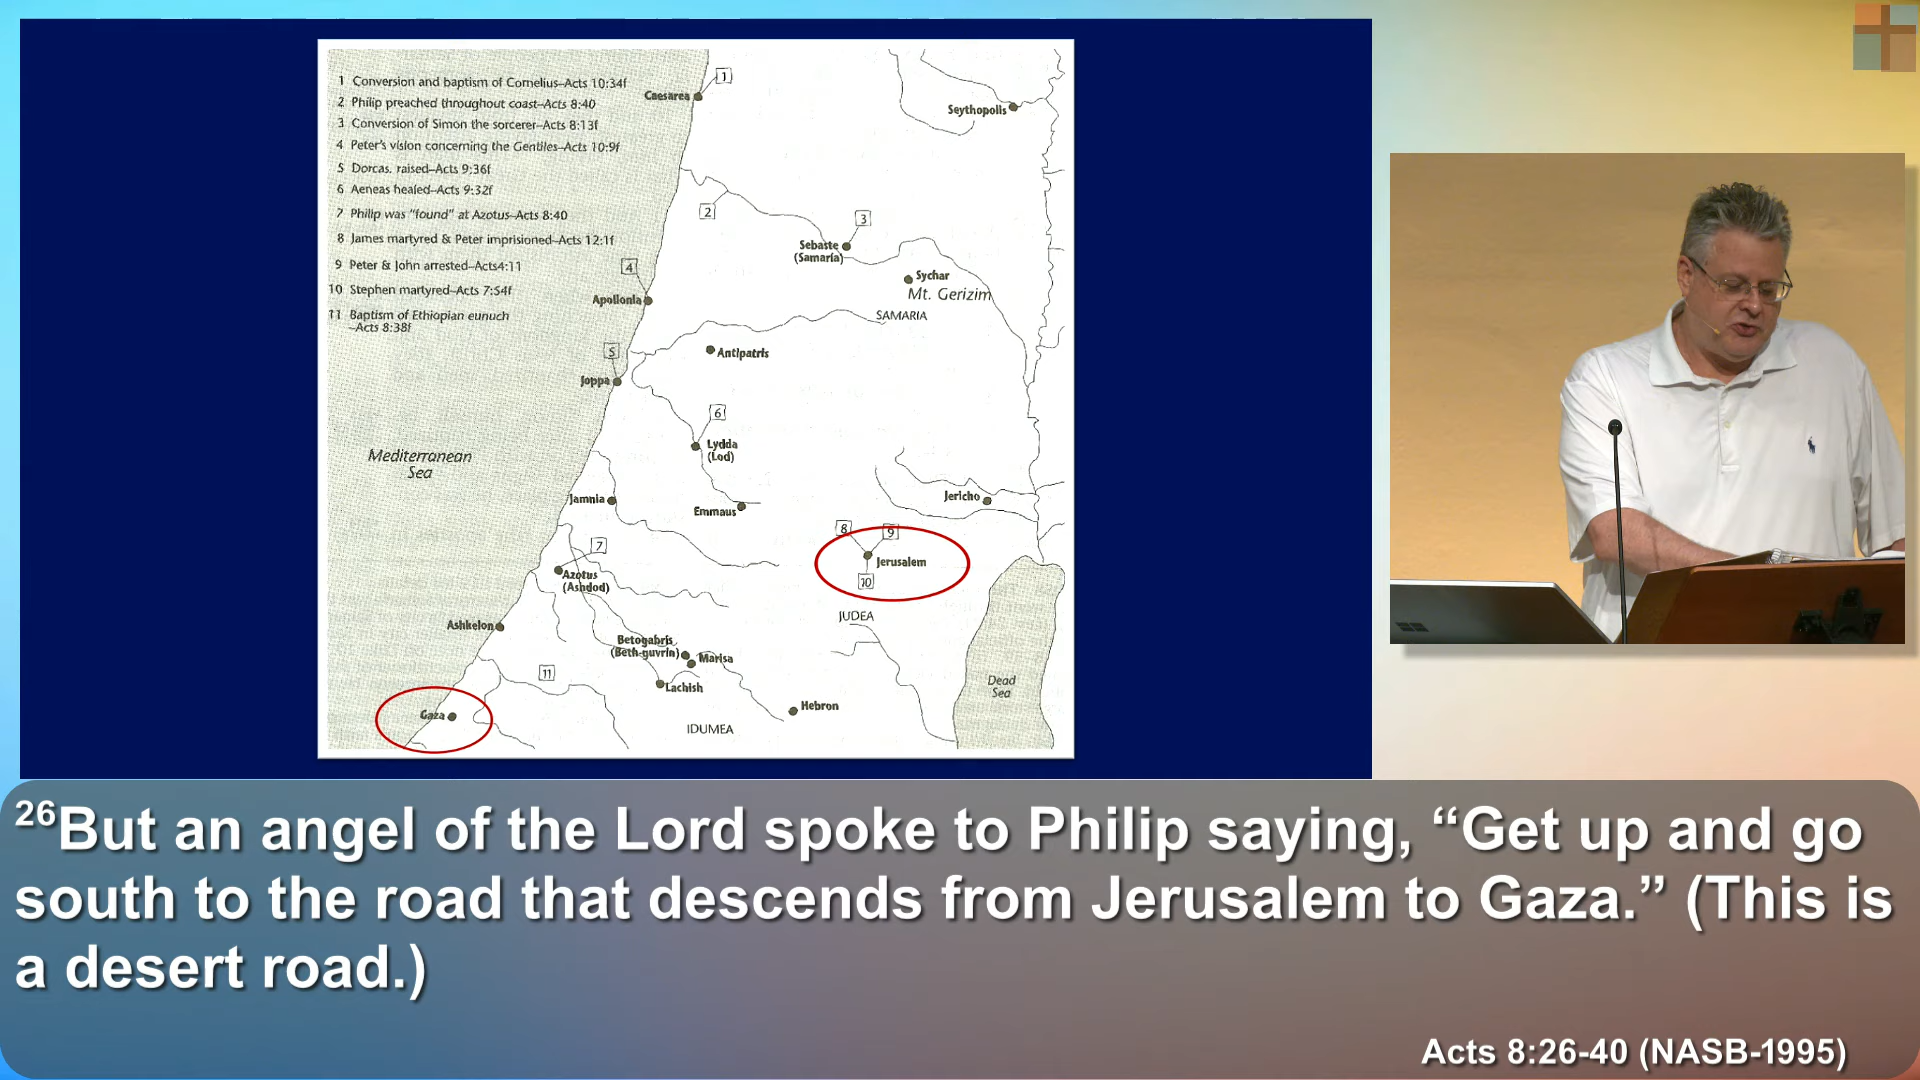 1 Conversion and baptism of Cornelius–Acts 10:34f
2 Philip preached throughout coast–Acts 8:40
3 Conversion of Simon the sorcerer–Acts 8:13f
4 Peter's vision concerning the Gentiles–Acts 10:9f
5 Dorcas. raised–Acts 9:36f
6 Aeneas healed–Acts 9:32f
7 Philip was "found" at Azotus–Acts 8:40
8 James martyred & Peter imprisioned–Acts 12:1f
9 Peter & John arrested–Acts4:11
10 Stephen martyred–Acts 7:54f
11 Baptism of Ethiopian eunuch
–Acts 8:38f
1
Caesarea
Seythopolis
2
3
Sebaste
(Samaria)
4
Sychar
Mt. Gerizim
Apollonia
SAMARIA
5
Antipatris
Joppa
6
Lydda
(Lod)
Mediterranean
Sea
Jamnia
Emmaus
Jericho
8
9
Jerusalem
10
7
Azotus
(Ashdod)
JUDEA
Ashkelon
Betogabris
(Beth-guvrin)
Marisa
11
Lachish
Dead
Sea
Hebron
Gaza
IDUMEA
26But an angel of the Lord spoke to Philip saying, “Get up and go
south to the road that descends from Jerusalem to Gaza.” (This is
a desert road.)
Acts 8:26-40 (NASB-1995)